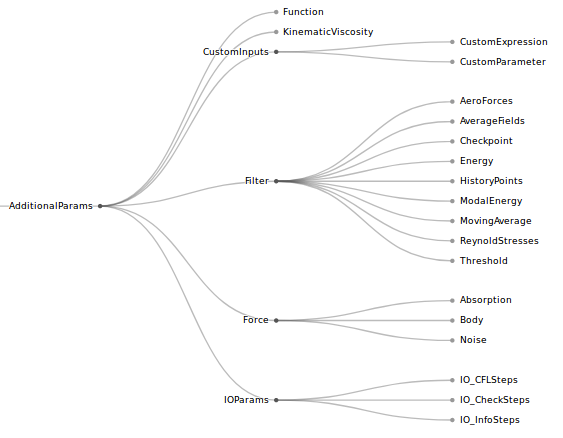 Function
KinematicViscosity
CustomInputs
CustomExpression
CustomParameter
AeroForces
AverageFields
Checkpoint
Energy
Filter
HistoryPoints
ModalEnergy
AdditionalParams
MovingAverage
ReynoldStresses
Threshold
Absorption
Force
Body
Noise
IO_CFLSteps
IOParams
IO_CheckSteps
IO_InfoSteps